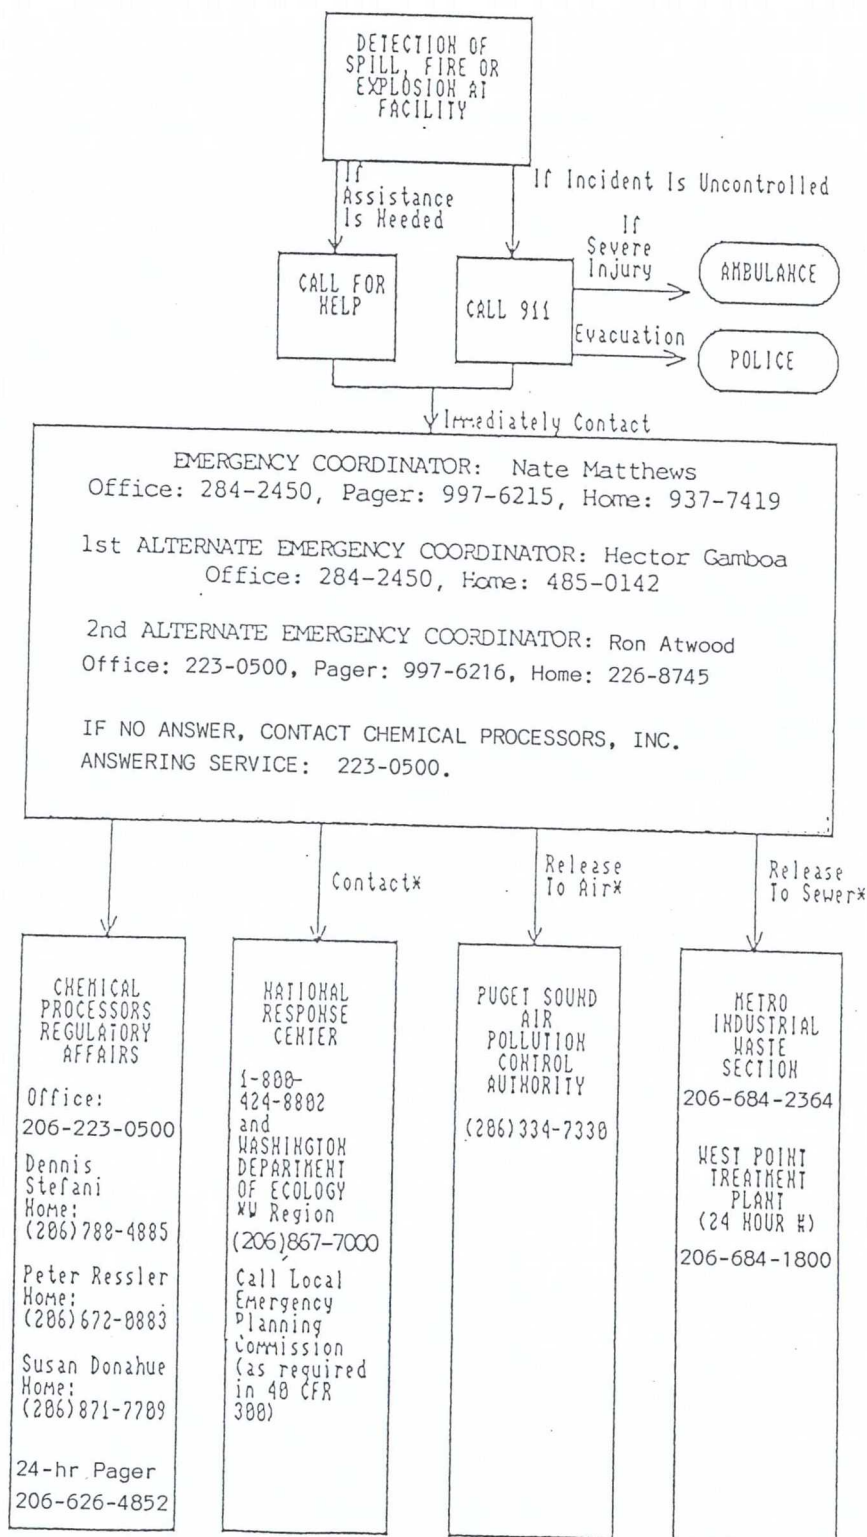 DETECTION OF
SPILL, FIRE OR
EXPLOSION AT
FACILITY
If
Assistance
Is Needed
If Incident Is Uncontrolled
If
Severe
Injury
CALL FOR
HELP
CALL 911
AMBULANCE
Evacuation
POLICE
Immediately Contact
EMERGENCY COORDINATOR: Nate Matthews
Office: 284-2450, Pager: 997-6215, Home: 937-7419
1st ALTERNATE EMERGENCY COORDINATOR: Hector Gamboa
Office: 284-2450, Home: 485-0142
2nd ALTERNATE EMERGENCY COORDINATOR: Ron Atwood
Office: 223-0500, Pager: 997-6216, Home: 226-8745
IF NO ANSWER, CONTACT CHEMICAL PROCESSORS, INC.
ANSWERING SERVICE: 223-0500.
Contact*
Release
To Air*
Release
To Sewer*
CHEMICAL
PROCESSORS
REGULATORY
AFFAIRS
Office:
206-223-0500
Dennis
Stefani
Home:
(206)788-4885
Peter Ressler
Home:
(206)672-0883
Susan Donahue
Home:
(206)871-7709
24-hr Pager
206-626-4852
NATIONAL
RESPONSE
CENTER
1-800-
424-8802
and
WASHINGTON
DEPARTMENT
OF ECOLOGY
NW Region
(206)867-7000
Call Local
Emergency
Planning
Commission
(as required
in 40 CFR
300)
PUGET SOUND
AIR
POLLUTION
CONTROL
AUTHORITY
(206)334-7330
METRO
INDUSTRIAL
WASTE
SECTION
206-684-2364
WEST POINT
TREATMENT
PLANT
(24 HOUR #)
206-684-1800